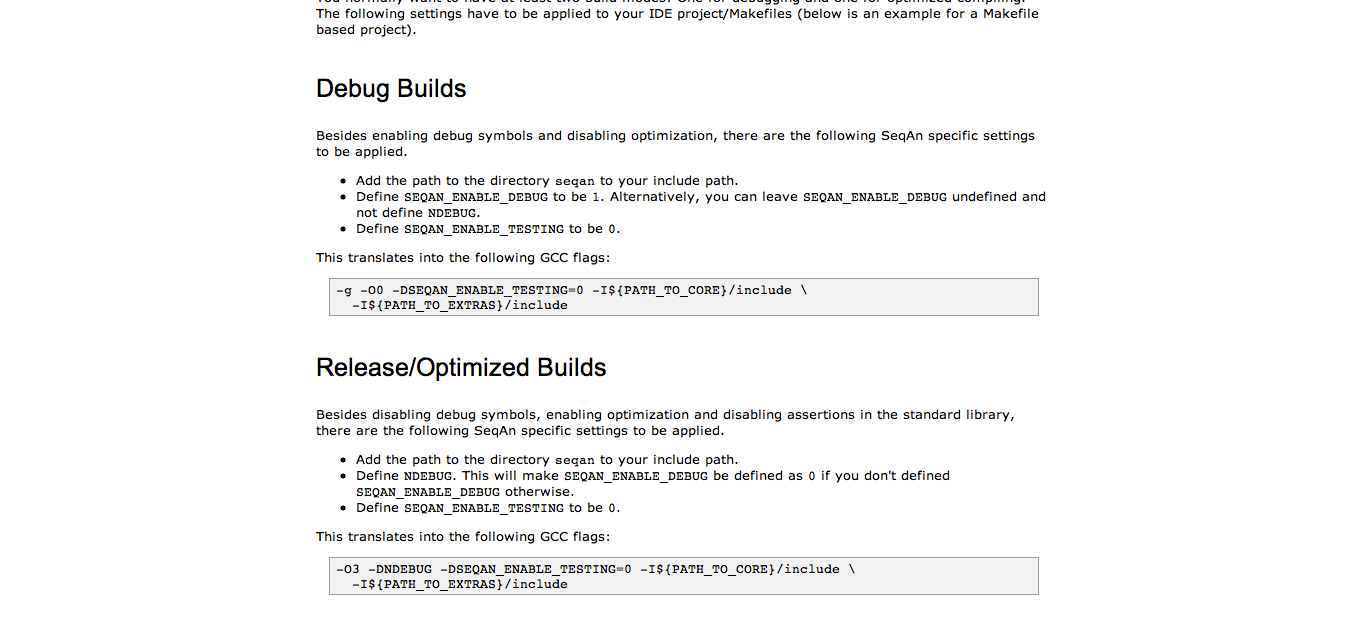 The following settings have to be applied to your IDE project/Makefiles (below is an example for a Makefile
based project).
Debug Builds
Besides enabling debug symbols and disabling optimization, there are the following SeqAn specific settings
to be applied.
• Add the path to the directory seqan to your include path.
• Define SEQAN_ENABLE_DEBUG to be 1. Alternatively, you can leave SEQAN_ENABLE_DEBUG undefined and
not define NDEBUG.
• Define SEQAN_ENABLE_TESTING to be 0.
This translates into the following GCC flags:
-g -O0 -DSEQAN_ENABLE_TESTING=0 -I${PATH_TO_CORE}/include \
-I${PATH_TO_EXTRAS}/include
Release/Optimized Builds
Besides disabling debug symbols, enabling optimization and disabling assertions in the standard library,
there are the following SeqAn specific settings to be applied.
• Add the path to the directory seqan to your include path.
• Define NDEBUG. This will make SEQAN_ENABLE_DEBUG be defined as 0 if you don't defined
SEQAN_ENABLE_DEBUG otherwise.
• Define SEQAN_ENABLE_TESTING to be 0.
This translates into the following GCC flags:
-O3 -DNDEBUG -DSEQAN_ENABLE_TESTING=0 -I${PATH_TO_CORE}/include \
-I${PATH_TO_EXTRAS}/include